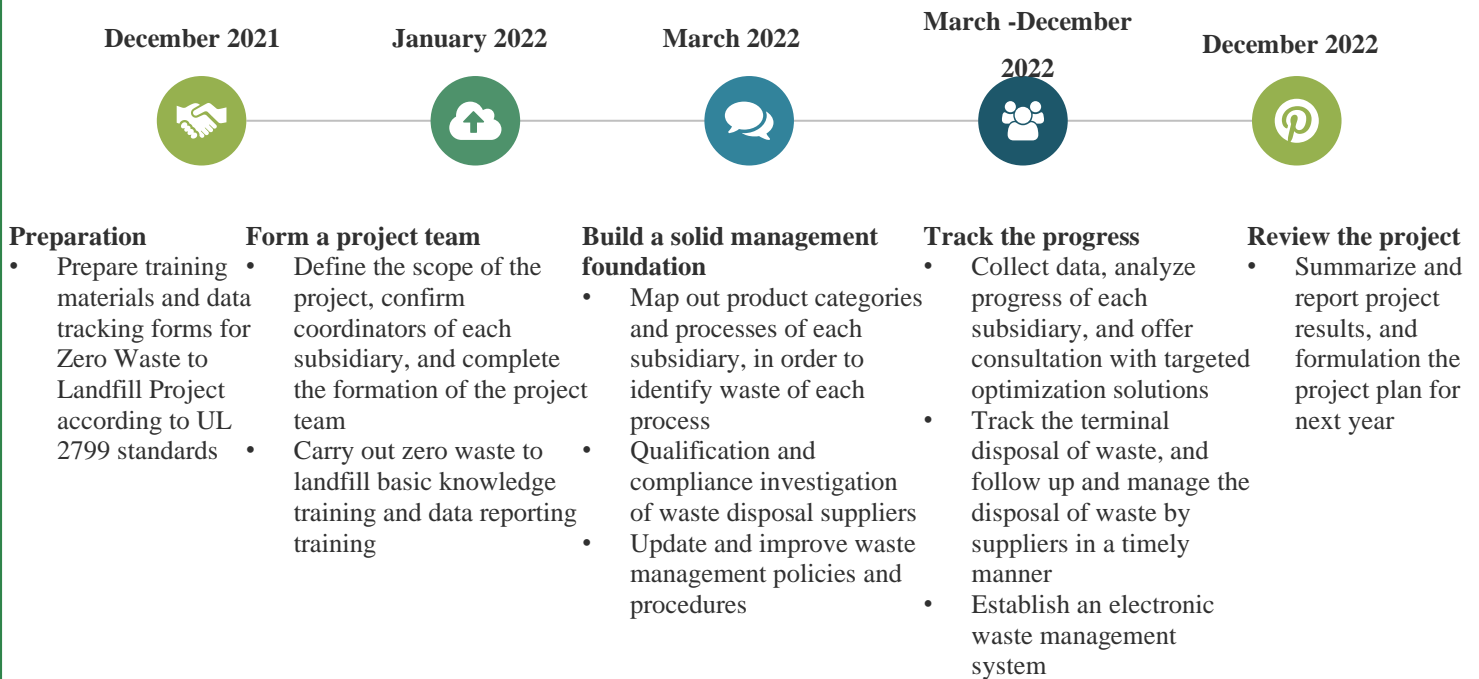 December 2021
January 2022
March 2022
March -December
2022
December 2022
Preparation
• Prepare training
materials and data
tracking forms for
Zero Waste to
Landfill Project
according to UL
2799 standards
Form a project team
• Define the scope of the
project, confirm
coordinators of each
subsidiary, and complete
the formation of the project
team
• Carry out zero waste to
landfill basic knowledge
training and data reporting
training
Build a solid management
foundation
• Map out product categories
and processes of each
subsidiary, in order to
identify waste of each
process
• Qualification and
compliance investigation
of waste disposal suppliers
• Update and improve waste
management policies and
procedures
Track the progress
• Collect data, analyze
progress of each
subsidiary, and offer
consultation with targeted
optimization solutions
• Track the terminal
disposal of waste, and
follow up and manage the
disposal of waste by
suppliers in a timely
manner
• Establish an electronic
waste management
system
Review the project
• Summarize and
report project
results, and
formulation the
project plan for
next year